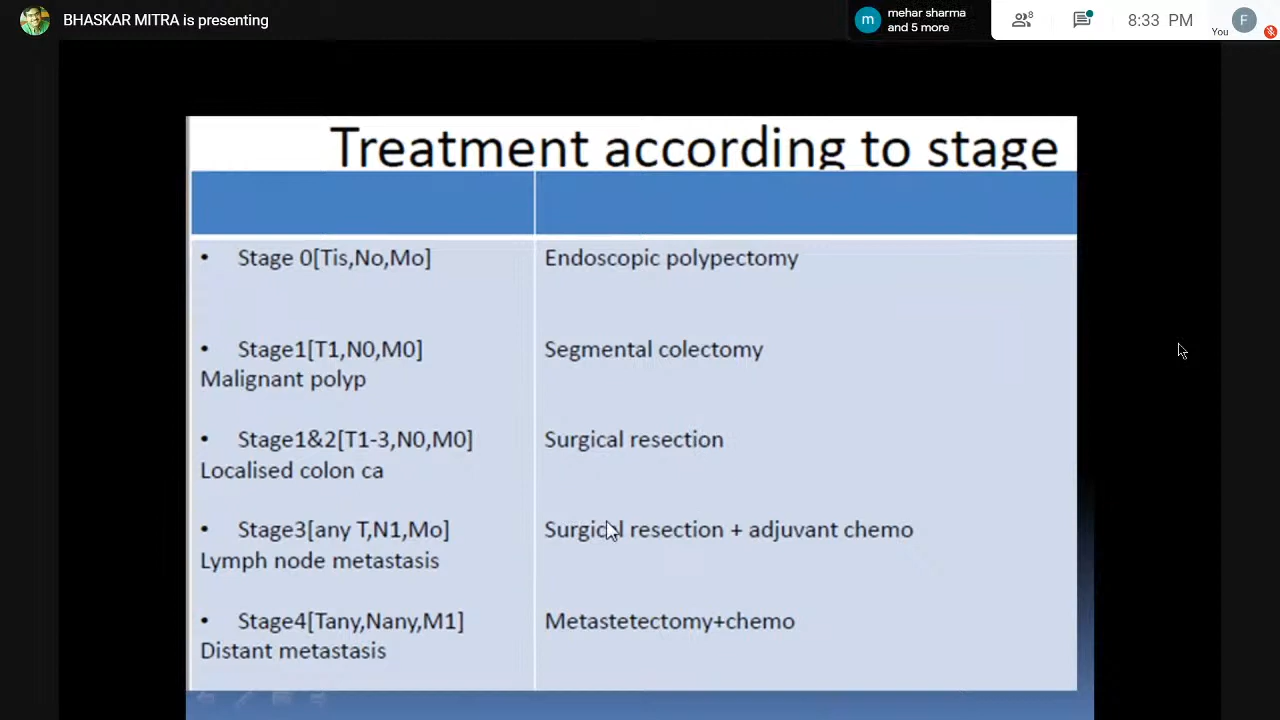 BHASKAR MITRA is presenting
m
mehar sharma
and 5 more
8
8:33 PM
You
F
Treatment according to stage
• Stage 0[Tis,No,Mo]
Endoscopic polypectomy
• Stage1[T1,N0,M0]
Malignant polyp
Segmental colectomy
• Stage1&2[T1-3,N0,M0]
Localised colon ca
Surgical resection
• Stage3[any T,N1,Mo]
Lymph node metastasis
Surgical resection + adjuvant chemo
• Stage4[Tany,Nany,M1]
Distant metastasis
Metastetectomy+chemo